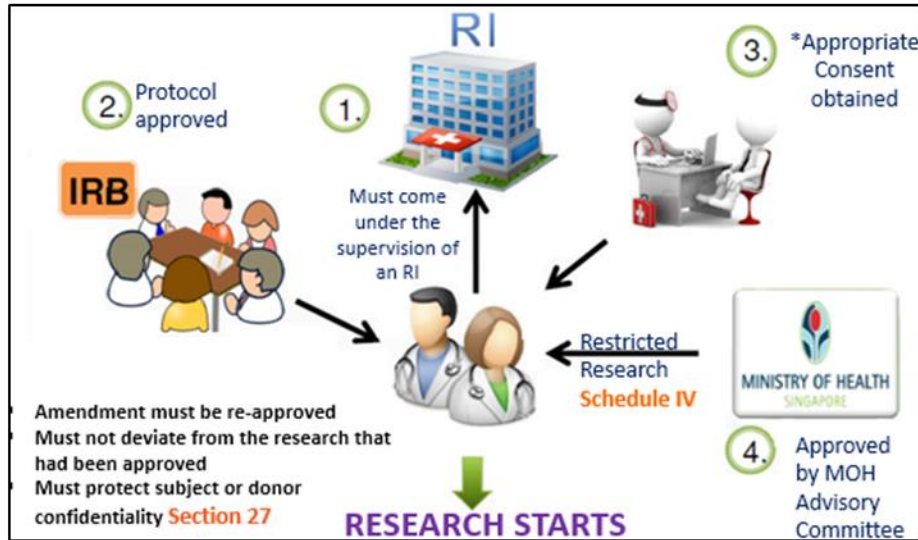 RI
1.
Must come
under the
supervision of
an RI
2.
Protocol
approved
IRB
3.
*Appropriate
Consent
obtained
Restricted
Research
Schedule IV
MINISTRY OF HEALTH
SINGAPORE
4.
Approved
by MOH
Advisory
Committee
Amendment must be re-approved
Must not deviate from the research that
had been approved
Must protect subject or donor
confidentiality Section 27
RESEARCH STARTS